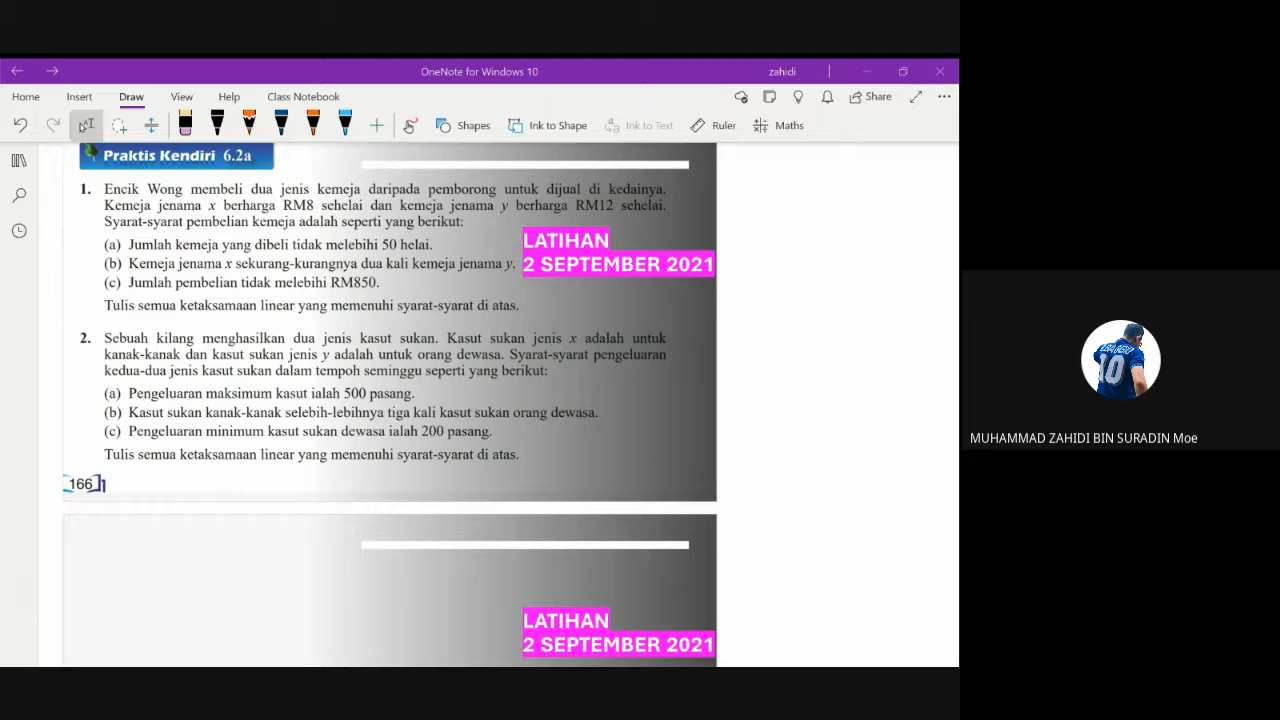 OneNote for Windows 10
zahidi
Home Insert Draw View Help Class Notebook
Share
Shapes Ink to Shape Ink to Text Ruler Maths
Praktis Kendiri 6.2a
1. Encik Wong membeli dua jenis kemeja daripada pemborong untuk dijual di kedainya.
Kemeja jenama x berharga RM8 sehelai dan kemeja jenama y berharga RM12 sehelai.
Syarat-syarat pembelian kemeja adalah seperti yang berikut:
(a) Jumlah kemeja yang dibeli tidak melebihi 50 helai.
(b) Kemeja jenama x sekurang-kurangnya dua kali kemeja jenama y.
(c) Jumlah pembelian tidak melebihi RM850.
Tulis semua ketaksamaan linear yang memenuhi syarat-syarat di atas.
LATIHAN
2 SEPTEMBER 2021
2. Sebuah kilang menghasilkan dua jenis kasut sukan. Kasut sukan jenis x adalah untuk
kanak-kanak dan kasut sukan jenis y adalah untuk orang dewasa. Syarat-syarat pengeluaran
kedua-dua jenis kasut sukan dalam tempoh seminggu seperti yang berikut:
(a) Pengeluaran maksimum kasut ialah 500 pasang.
(b) Kasut sukan kanak-kanak selebih-lebihnya tiga kali kasut sukan orang dewasa.
(c) Pengeluaran minimum kasut sukan dewasa ialah 200 pasang.
Tulis semua ketaksamaan linear yang memenuhi syarat-syarat di atas.
166
LATIHAN
2 SEPTEMBER 2021
10
MUHAMMAD ZAHIDI BIN SURADIN Moe